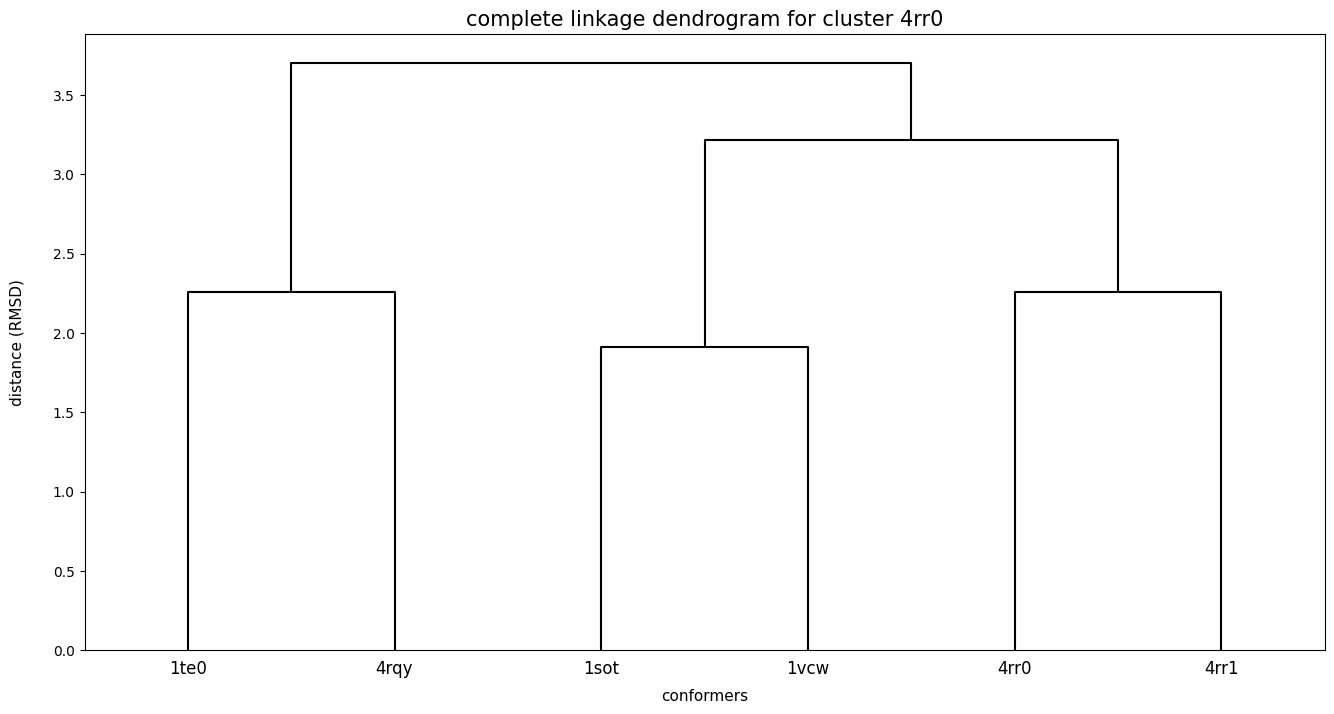 complete linkage dendrogram for cluster 4rr0
3.5
3.0
2.5
2.0
1.5
1.0
0.5
0.0
distance (RMSD)
1te0 4rqy 1sot 1vcw 4rr0 4rr1
conformers